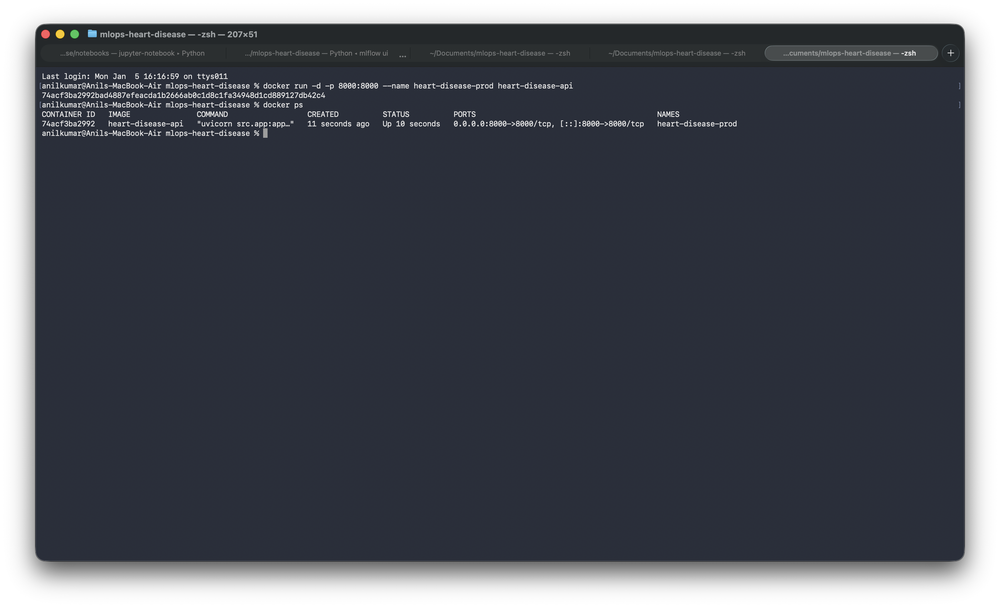 mlops-heart-disease — -zsh — 207×51
...se/notebooks — jupyter-notebook ▸ Python
.../mlops-heart-disease — Python ◂ mlflow ui ...
~/Documents/mlops-heart-disease — -zsh
~/Documents/mlops-heart-disease — -zsh
...cuments/mlops-heart-disease — -zsh
+
Last login: Mon Jan  5 16:16:59 on ttys011
[anilkumar@Anils-MacBook-Air mlops-heart-disease % docker run -d -p 8000:8000 --name heart-disease-prod heart-disease-api ]
74acf3ba2992bad4887efeacda1b2666ab0c1d8c1fa34948d1cd889127db42c4
[anilkumar@Anils-MacBook-Air mlops-heart-disease % docker ps ]
CONTAINER ID   IMAGE               COMMAND                  CREATED          STATUS          PORTS                                         NAMES
74acf3ba2992   heart-disease-api   "uvicorn src.app:app…"   11 seconds ago   Up 10 seconds   0.0.0.0:8000->8000/tcp, [::]:8000->8000/tcp   heart-disease-prod
anilkumar@Anils-MacBook-Air mlops-heart-disease %